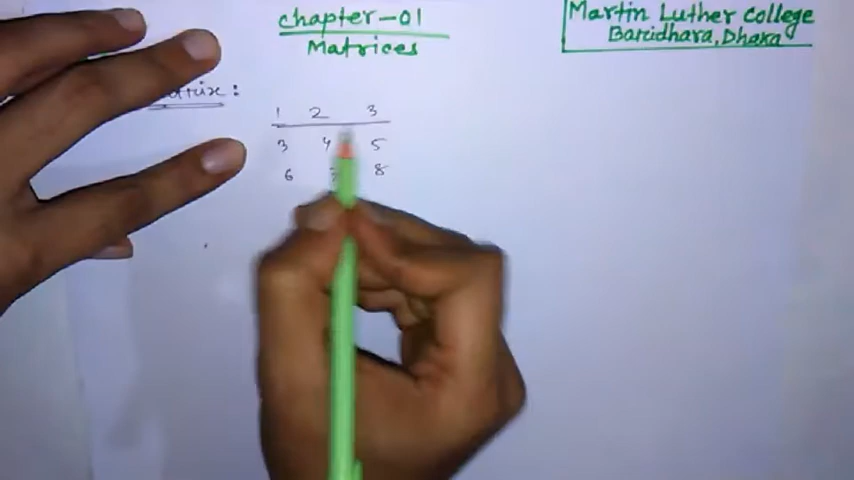 chapter-01
Matrices
Martin Luther College
Baridhara, Dhaka
1 2 3
3 4 5
6 8